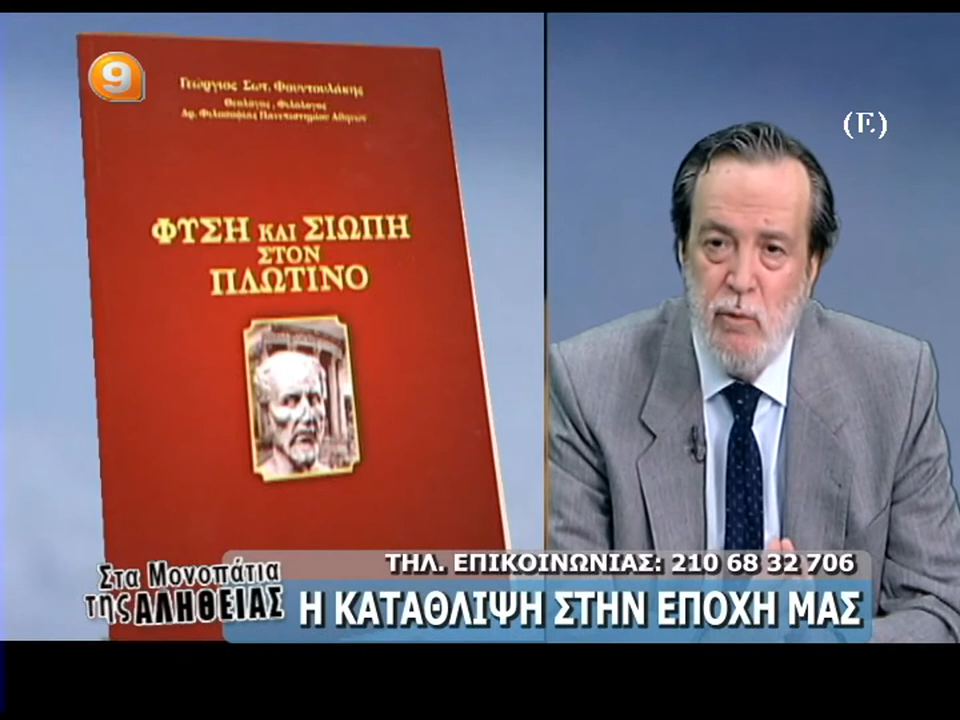 9
Γεώργιος Σωτ. Φουντουλάκης
Θεολόγος, Φιλόλογος
Δρ. Φιλοσοφίας Πανεπιστημίου Αθηνών
ΦΥΣΗ ΚΑΙ ΣΙΩΠΗ
ΣΤΟΝ
ΠΛΩΤΙΝΟ
(Ε)
ΤΗΛ. ΕΠΙΚΟΙΝΩΝΙΑΣ: 210 68 32 706
Στα Μονοπάτια
της ΑΛΗΘΕΙΑΣ
Η ΚΑΤΑΘΛΙΨΗ ΣΤΗΝ ΕΠΟΧΗ ΜΑΣ